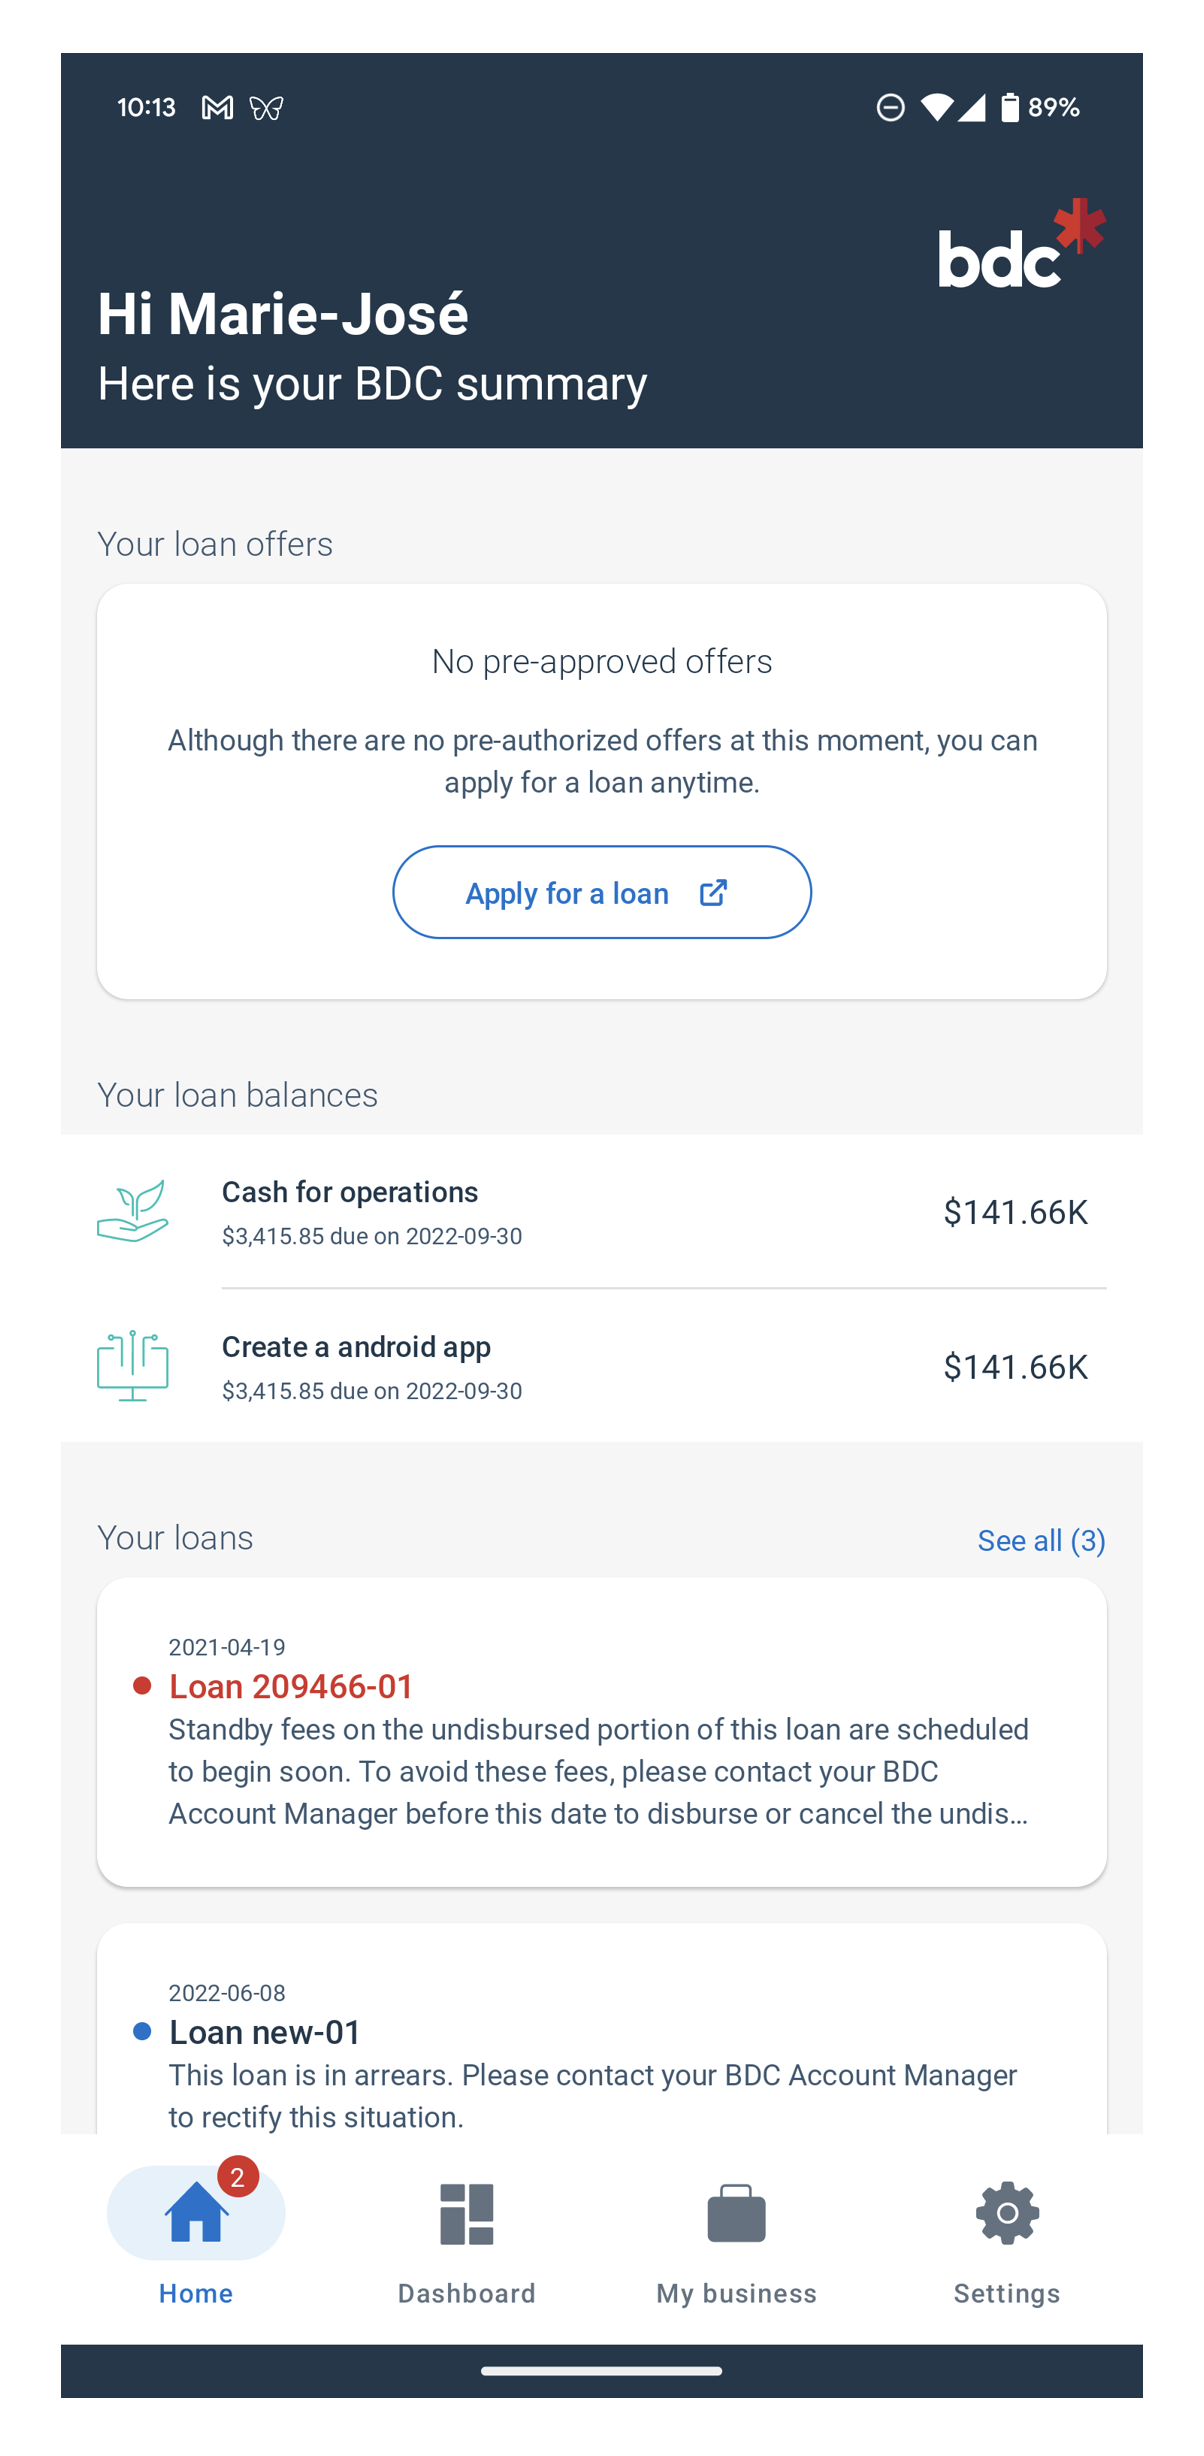 10:13
89%
bdc
Hi Marie-José
Here is your BDC summary
Your loan offers
No pre-approved offers
Although there are no pre-authorized offers at this moment, you can
apply for a loan anytime.
Apply for a loan
Your loan balances
Cash for operations
$3,415.85 due on 2022-09-30
$141.66K
Create a android app
$3,415.85 due on 2022-09-30
$141.66K
Your loans
See all (3)
2021-04-19
Loan 209466-01
Standby fees on the undisbursed portion of this loan are scheduled
to begin soon. To avoid these fees, please contact your BDC
Account Manager before this date to disburse or cancel the undis...
2022-06-08
Loan new-01
This loan is in arrears. Please contact your BDC Account Manager
to rectify this situation.
2
Home
Dashboard
My business
Settings